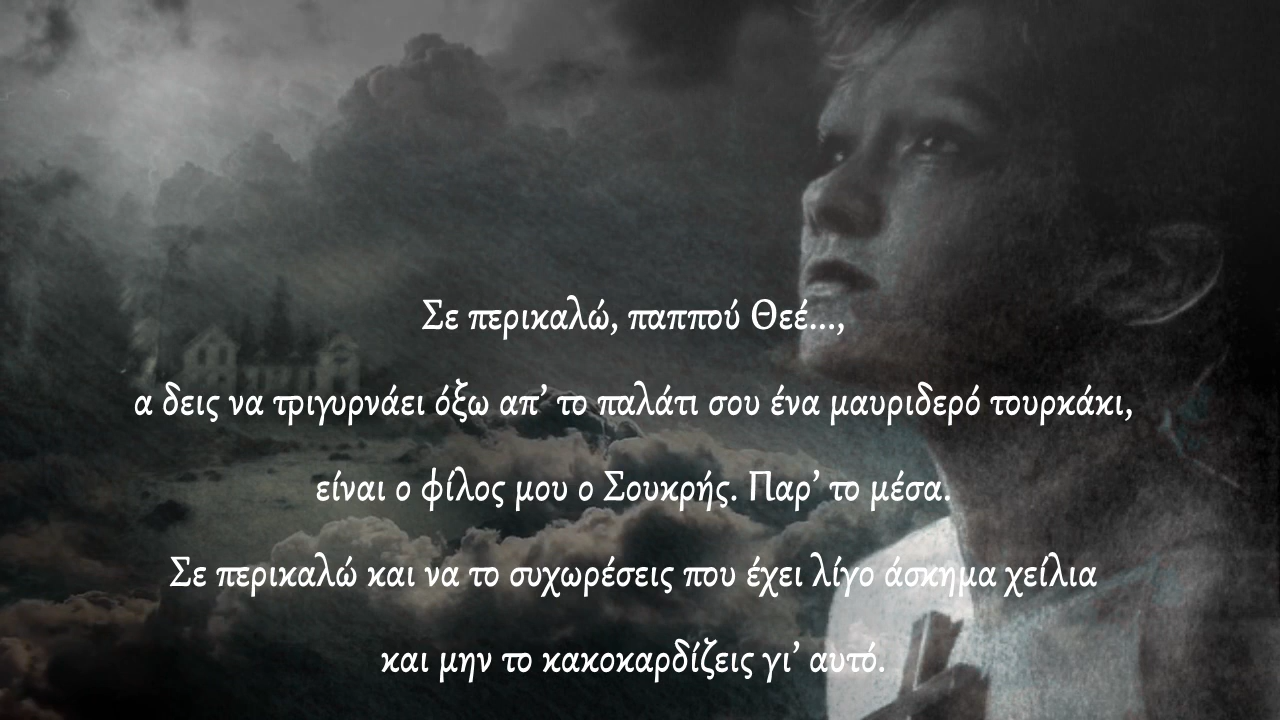 Σε περικαλώ, παππού Θεέ...,
α δεις να τριγυρνάει όξω απ’ το παλάτι σου ένα μαυριδερό τουρκάκι,
είναι ο φίλος μου ο Σουκρής. Παρ’ το μέσα.
Σε περικαλώ και να το συχωρέσεις που έχει λίγο άσκημα χείλια
και μην το κακοκαρδίζεις γι’ αυτό.